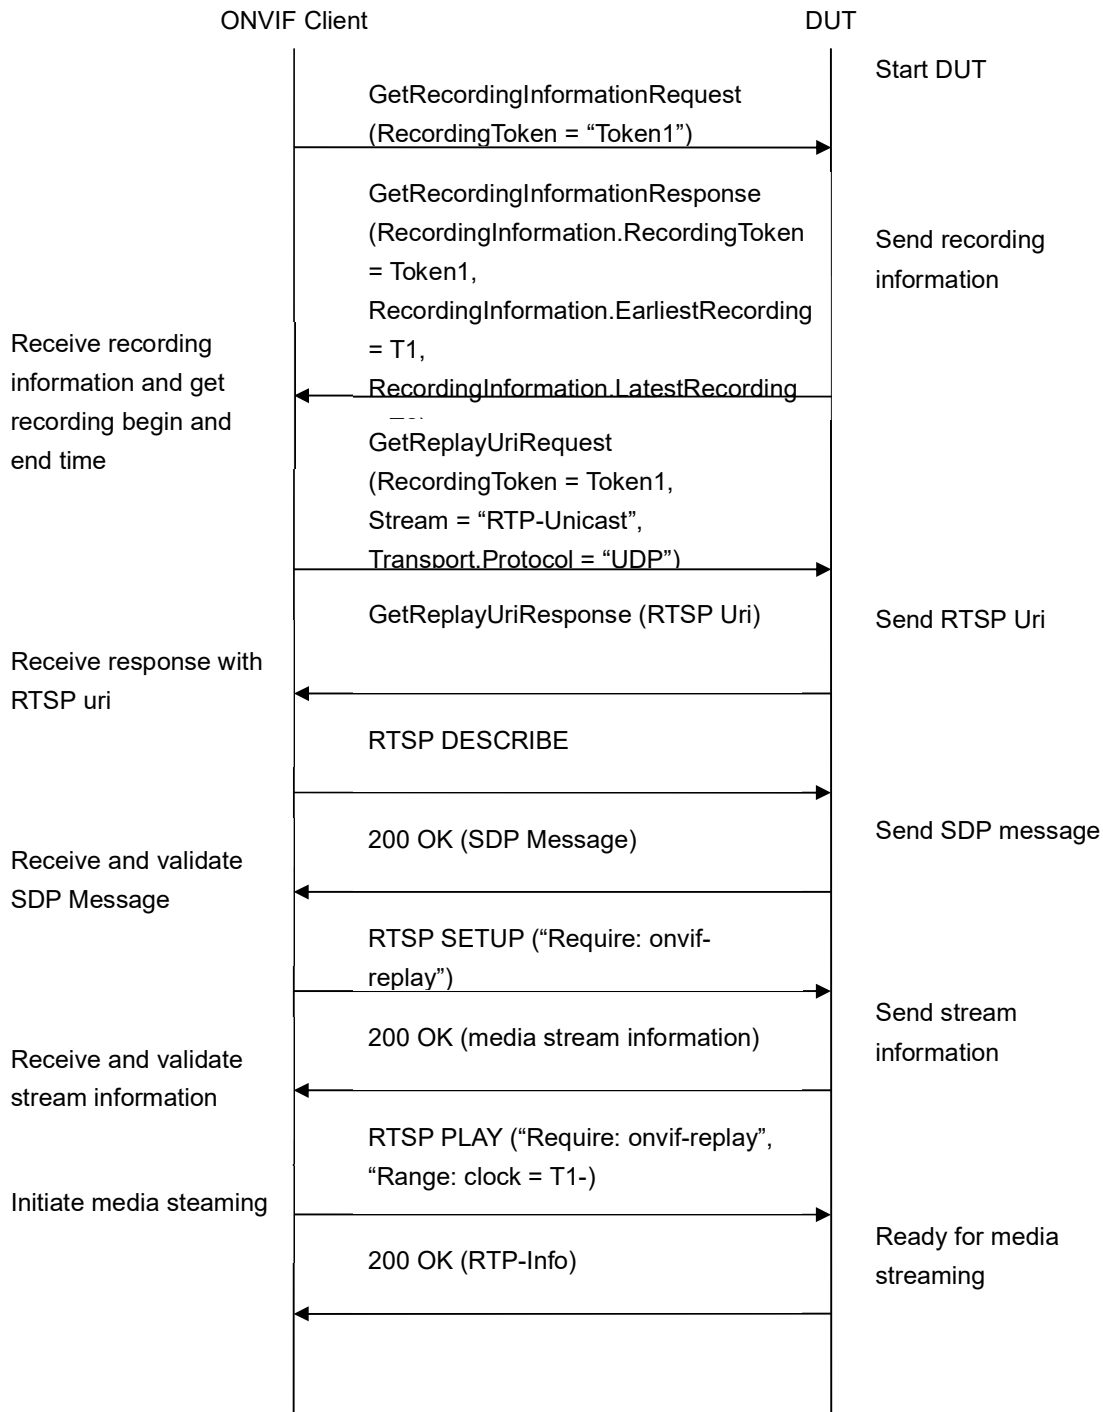 ONVIF Client
DUT
Start DUT
GetRecordingInformationRequest
(RecordingToken = “Token1”)
GetRecordingInformationResponse
(RecordingInformation.RecordingToken
= Token1,
RecordingInformation.EarliestRecording
= T1,
RecordingInformation.LatestRecording
Send recording
information
Receive recording
information and get
recording begin and
end time
GetReplayUriRequest
(RecordingToken = Token1,
Stream = “RTP-Unicast”,
Transport.Protocol = “UDP”)
GetReplayUriResponse (RTSP Uri)
Send RTSP Uri
Receive response with
RTSP uri
RTSP DESCRIBE
200 OK (SDP Message)
Send SDP message
Receive and validate
SDP Message
RTSP SETUP (“Require: onvif-
replay”)
200 OK (media stream information)
Send stream
information
Receive and validate
stream information
RTSP PLAY (“Require: onvif-replay”,
“Range: clock = T1-)
Initiate media steaming
200 OK (RTP-Info)
Ready for media
streaming